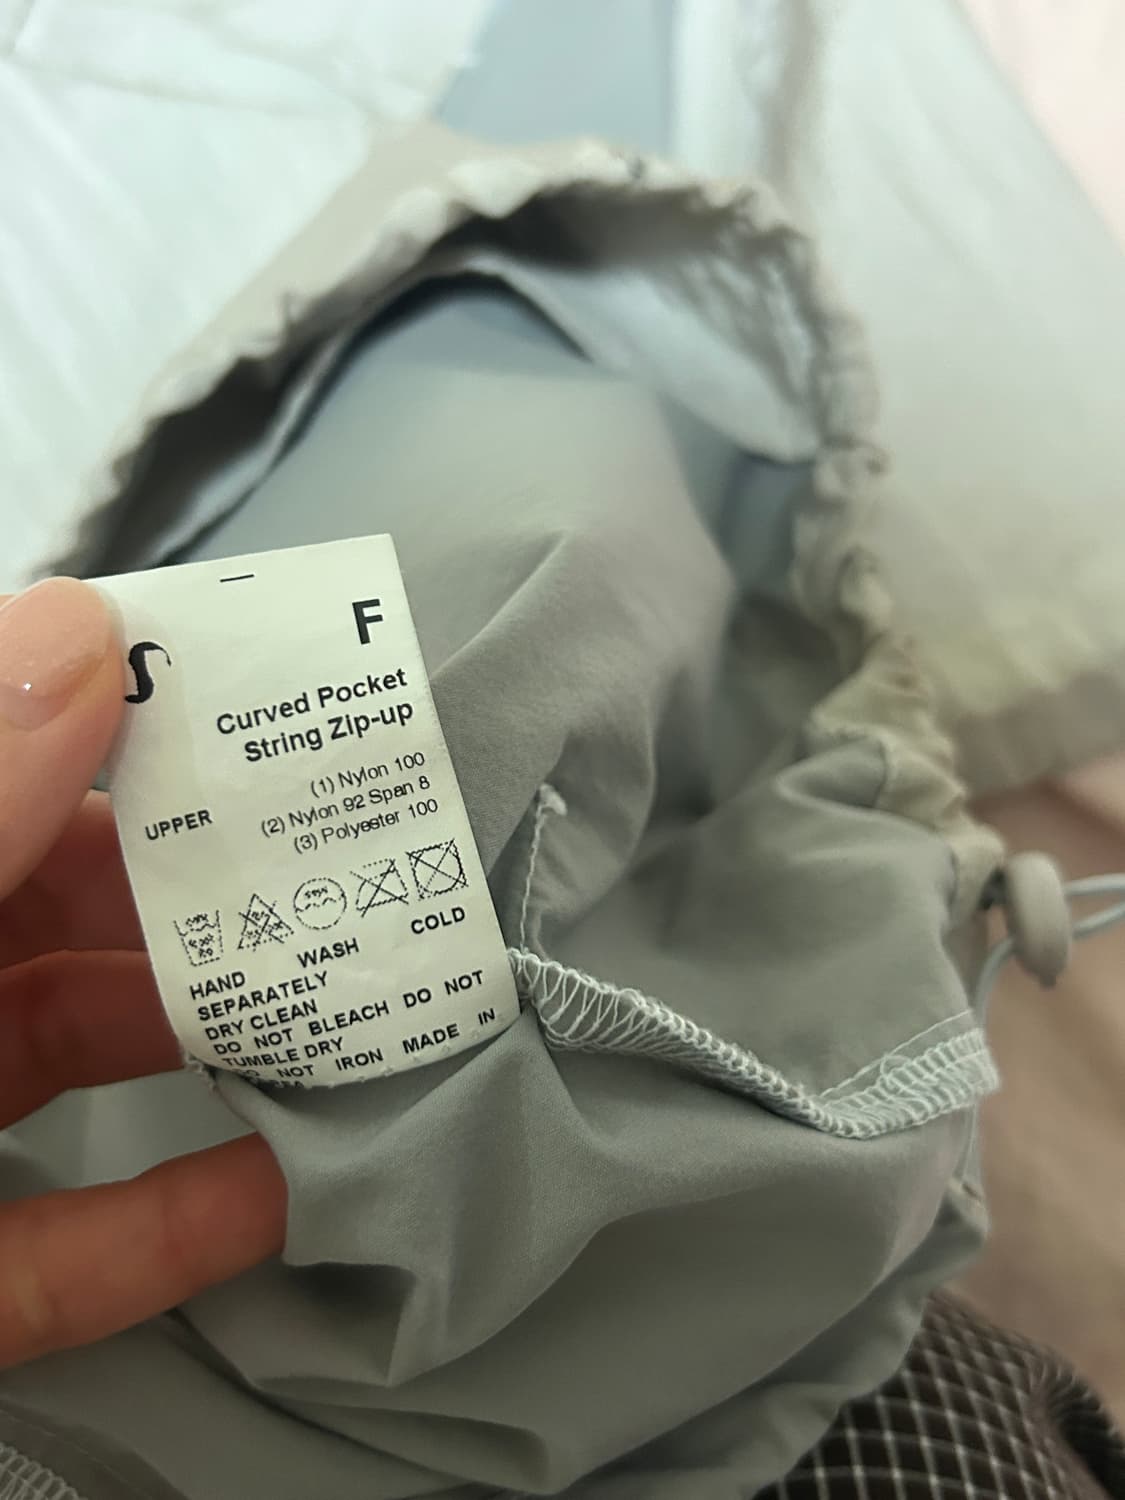 F
Curved Pocket
String Zip-up
(1) Nylon 100
(2) Nylon 92 Span 8
(3) Polyester 100
UPPER
HAND WASH COLD
SEPARATELY
DRY CLEAN
DO NOT BLEACH DO NOT
TUMBLE DRY
NOT IRON MADE IN